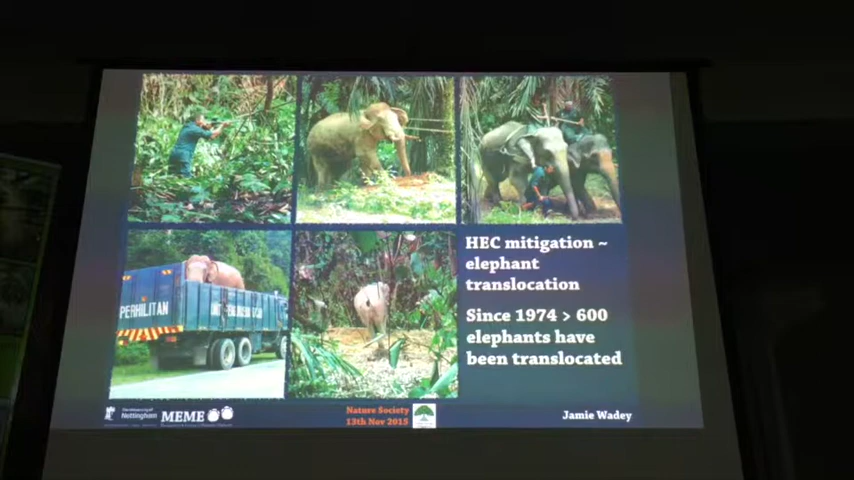 HEC mitigation ~
elephant
translocation
Since 1974 > 600
elephants have
been translocated
PERHILITAN
Nottingham
MEME
Nature Society
13th Nov 2015
Jamie Wadey